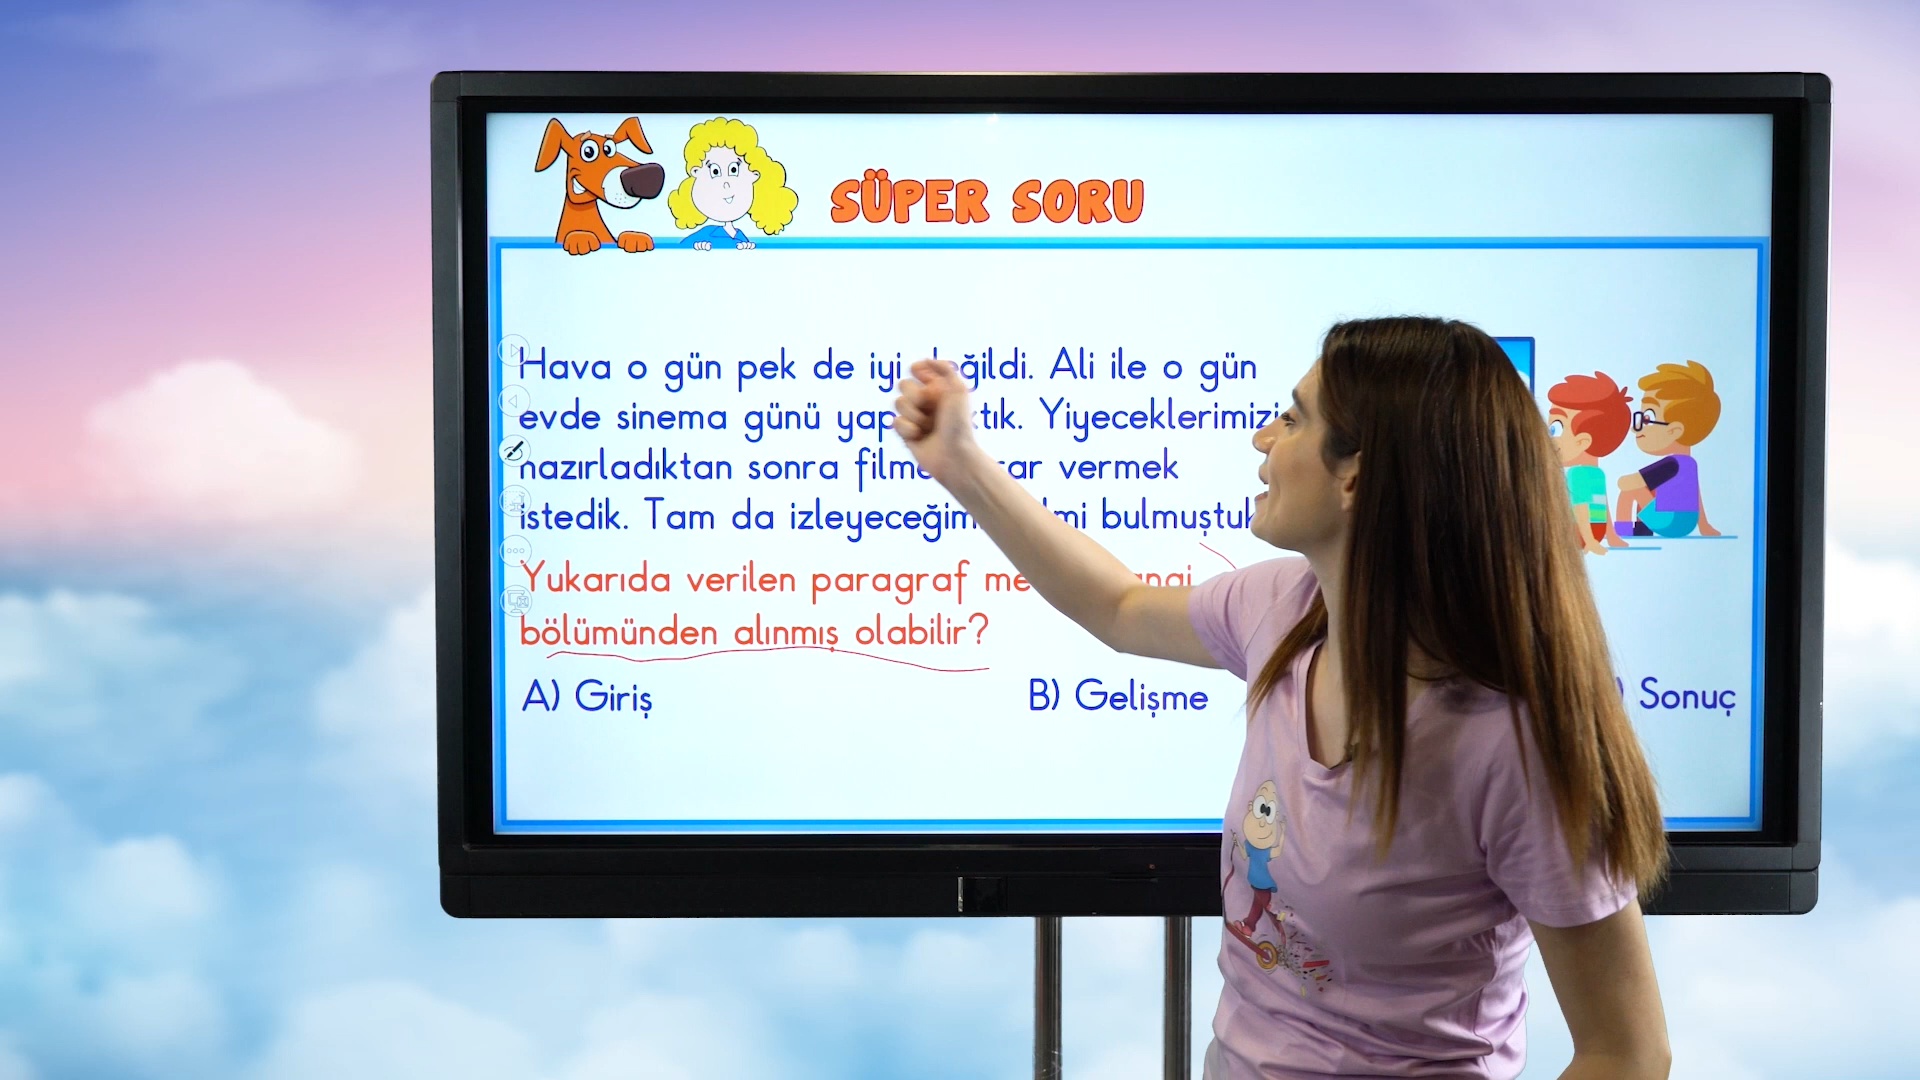 SÜPER SORU
Hava o gün pek de iyi değildi. Ali ile o gün
evde sinema günü Yiyeceklerimizi
hazırladıktan sonra vermek
istedik. Tam da
Yukarıda verilen paragraf
bölümünden alınmış olabilir?
A) Giriş B) Gelişme Sonuç